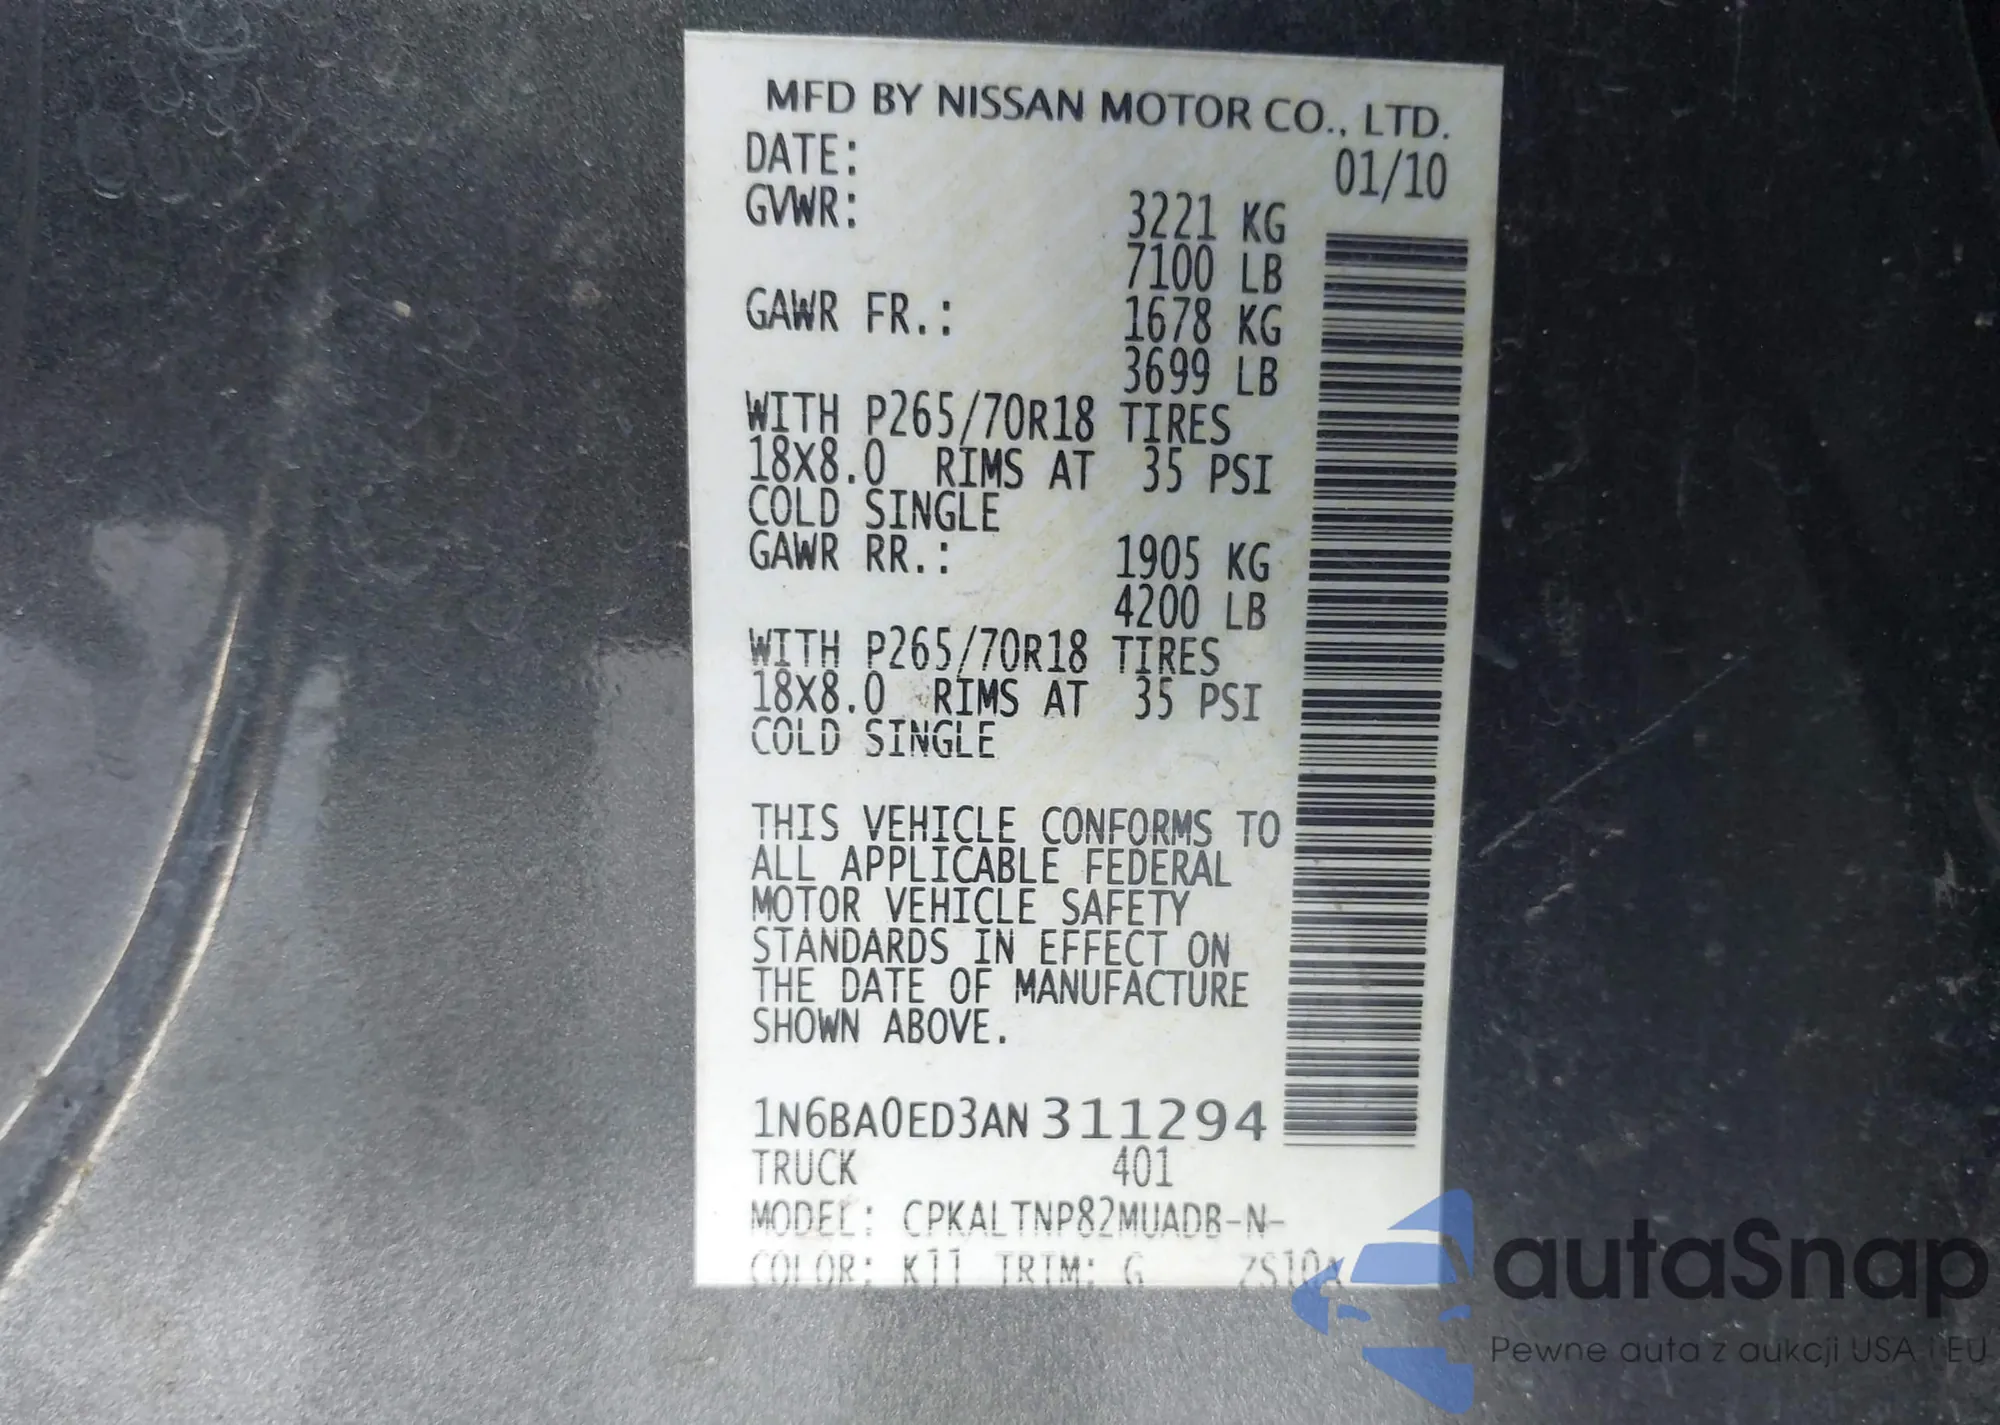 MFD BY NISSAN MOTOR CO., LTD.
DATE: 01/10
GVWR: 3221 KG
7100 LB
GAWR FR.: 1678 KG
3699 LB
WITH P265/70R18 TIRES
18X8.0 RIMS AT 35 PSI
COLD SINGLE
GAWR RR.: 1905 KG
4200 LB
WITH P265/70R18 TIRES
18X8.0 RIMS AT 35 PSI
COLD SINGLE
THIS VEHICLE CONFORMS TO
ALL APPLICABLE FEDERAL
MOTOR VEHICLE SAFETY
STANDARDS IN EFFECT ON
THE DATE OF MANUFACTURE
SHOWN ABOVE.
1N6BA0ED3AN311294
TRUCK 401
MODEL: CPKALTNP82MUADB-N-
COLOR: K11 TRIM: G ZS10A
autaSnap
Pewne auta z aukcji USA i EU